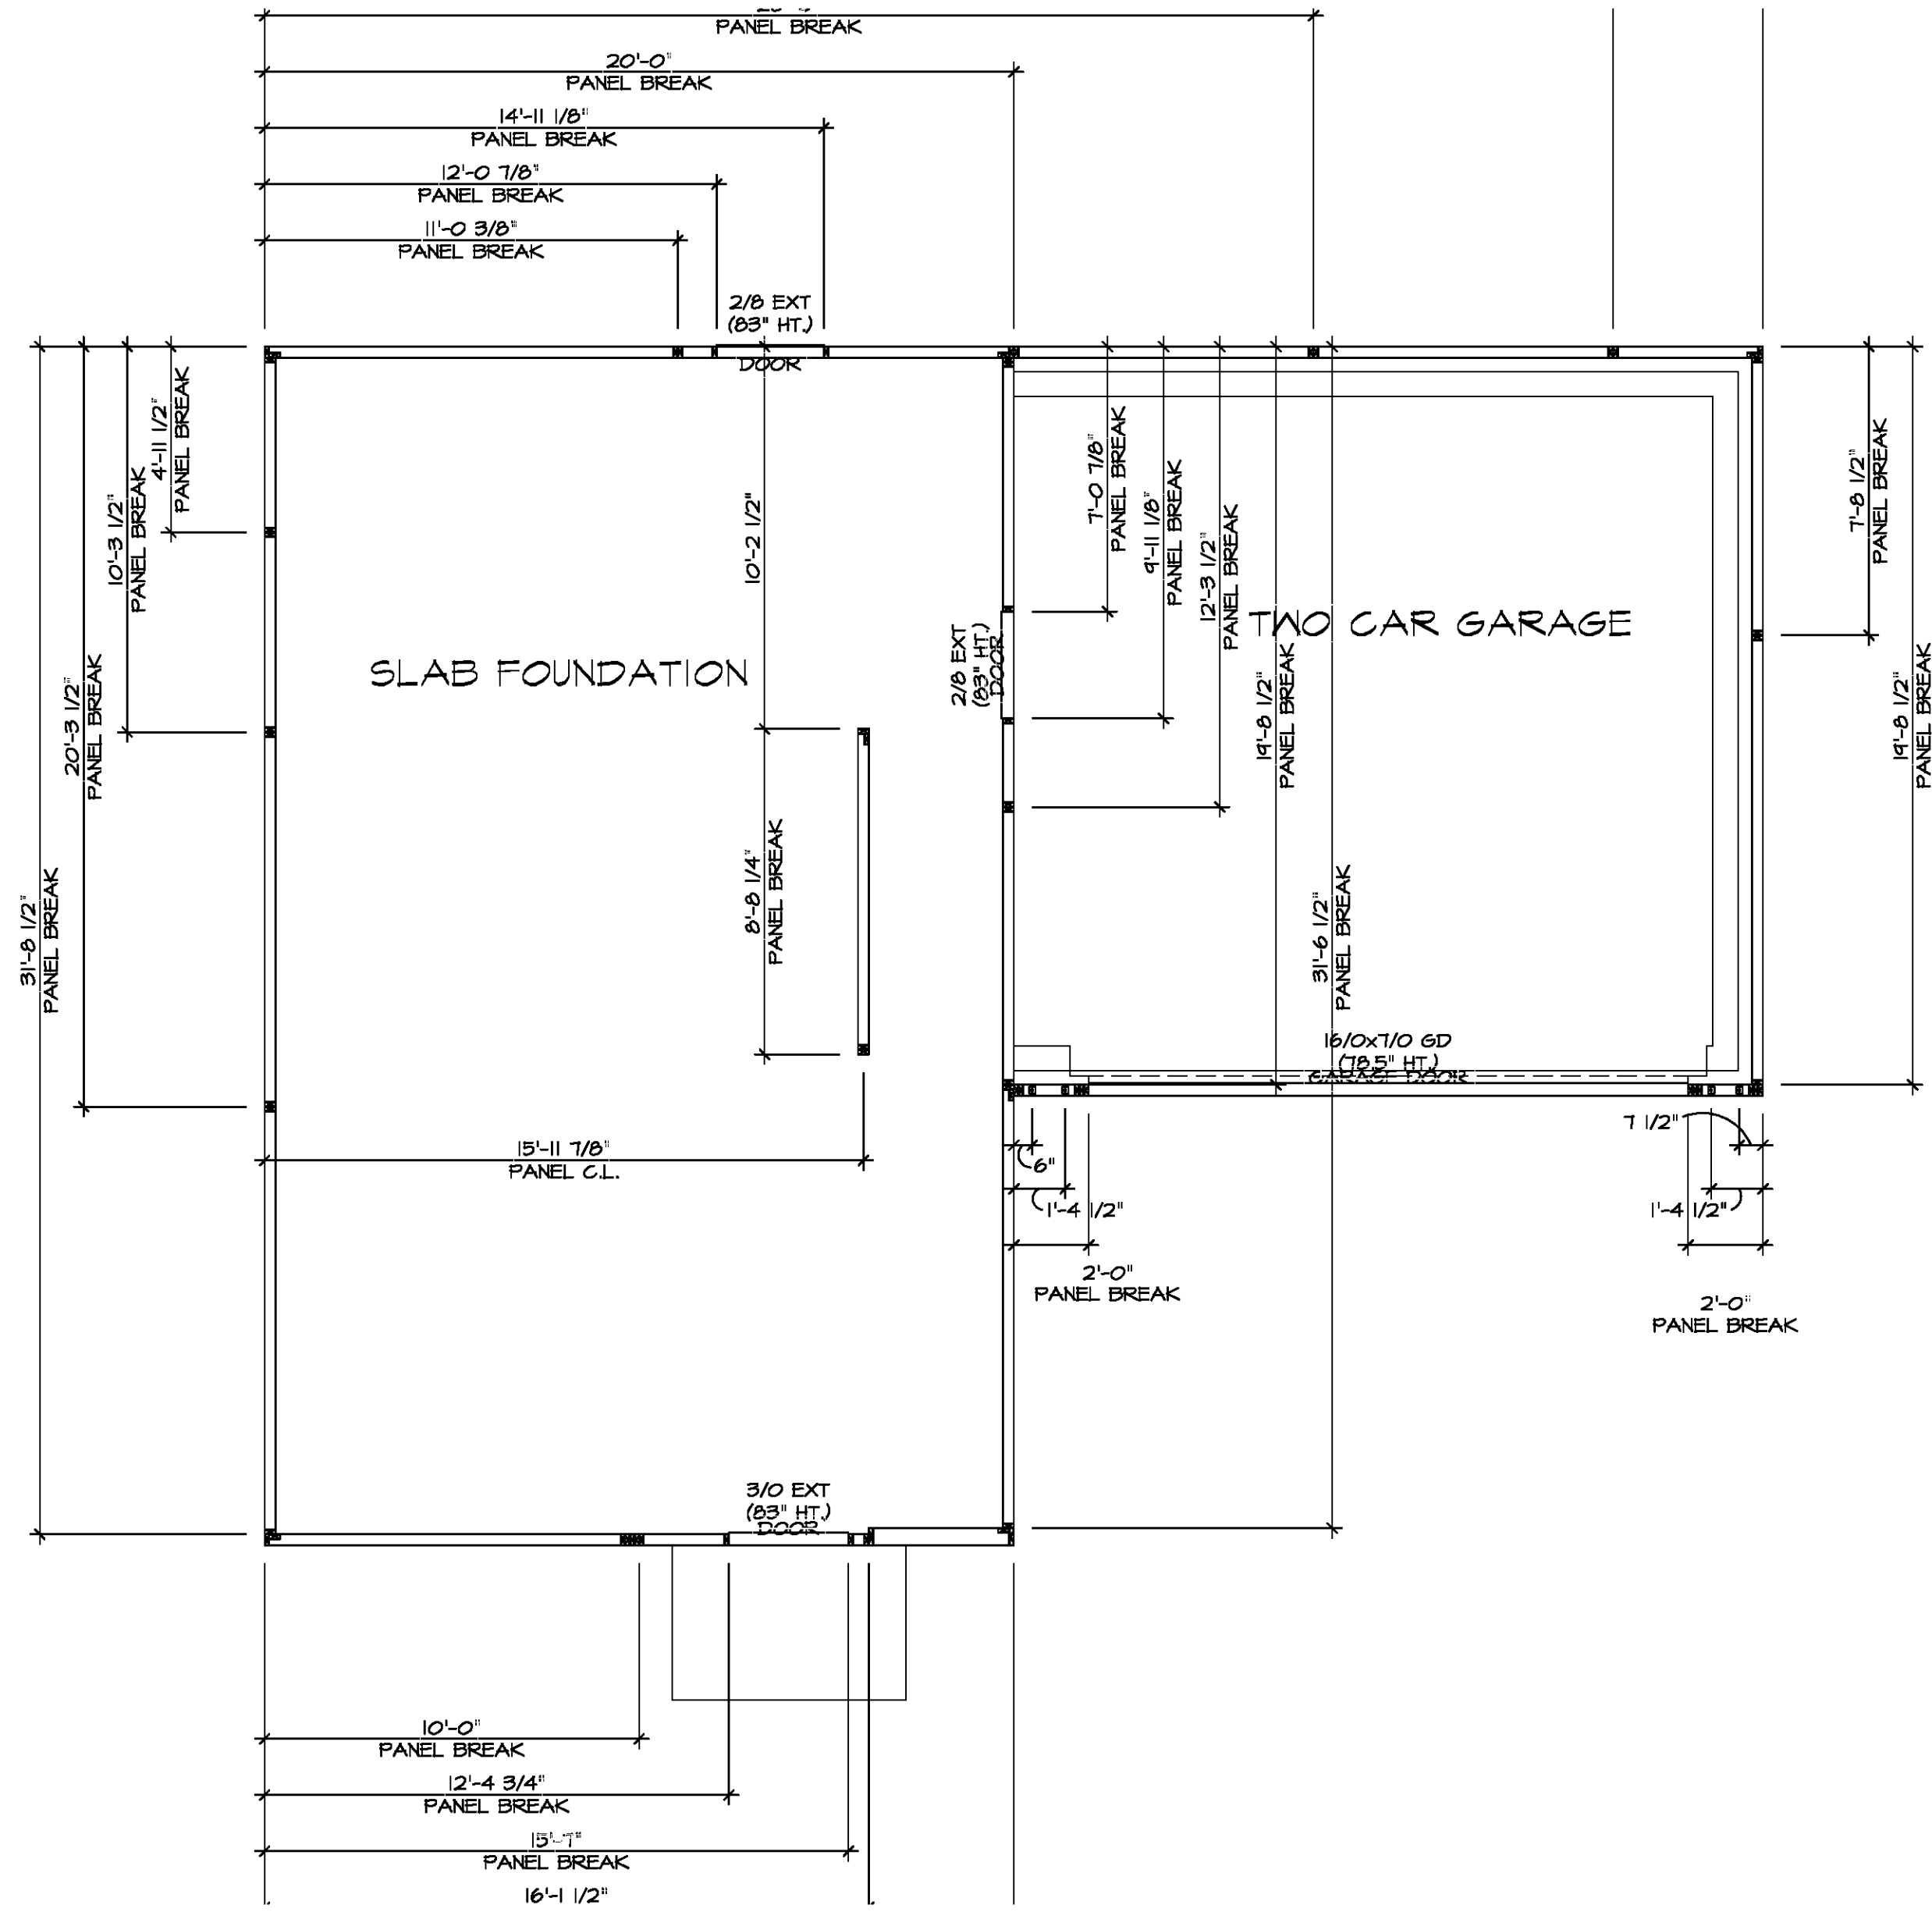 PANEL BREAK
20'-0"
PANEL BREAK
14'-11 1/8"
PANEL BREAK
12'-0 7/8"
PANEL BREAK
11'-0 3/8"
PANEL BREAK
2/8 EXT
(83" HT.)
DOOR
4'-11 1/2"
PANEL BREAK
10'-3 1/2"
PANEL BREAK
20'-3 1/2"
PANEL BREAK
31'-8 1/2"
PANEL BREAK
10'-2 1/2"
8'-8 1/4"
PANEL BREAK
SLAB FOUNDATION
2/8 EXT
(83" HT.)
DOOR
7'-0 7/8"
PANEL BREAK
9'-11 1/8"
PANEL BREAK
12'-3 1/2"
PANEL BREAK
19'-8 1/2"
PANEL BREAK
31'-6 1/2"
PANEL BREAK
TWO CAR GARAGE
7'-8 1/2"
PANEL BREAK
19'-8 1/2"
PANEL BREAK
16/0x7/0 GD
(78.5" HT.)
GARAGE DOOR
15'-11 7/8"
PANEL C.L.
6"
1'-4 1/2"
2'-0"
PANEL BREAK
7 1/2"
1'-4 1/2"
2'-0"
PANEL BREAK
3/0 EXT
(83" HT.)
DOOR
10'-0"
PANEL BREAK
12'-4 3/4"
PANEL BREAK
15'-7"
PANEL BREAK
16'-1 1/2"